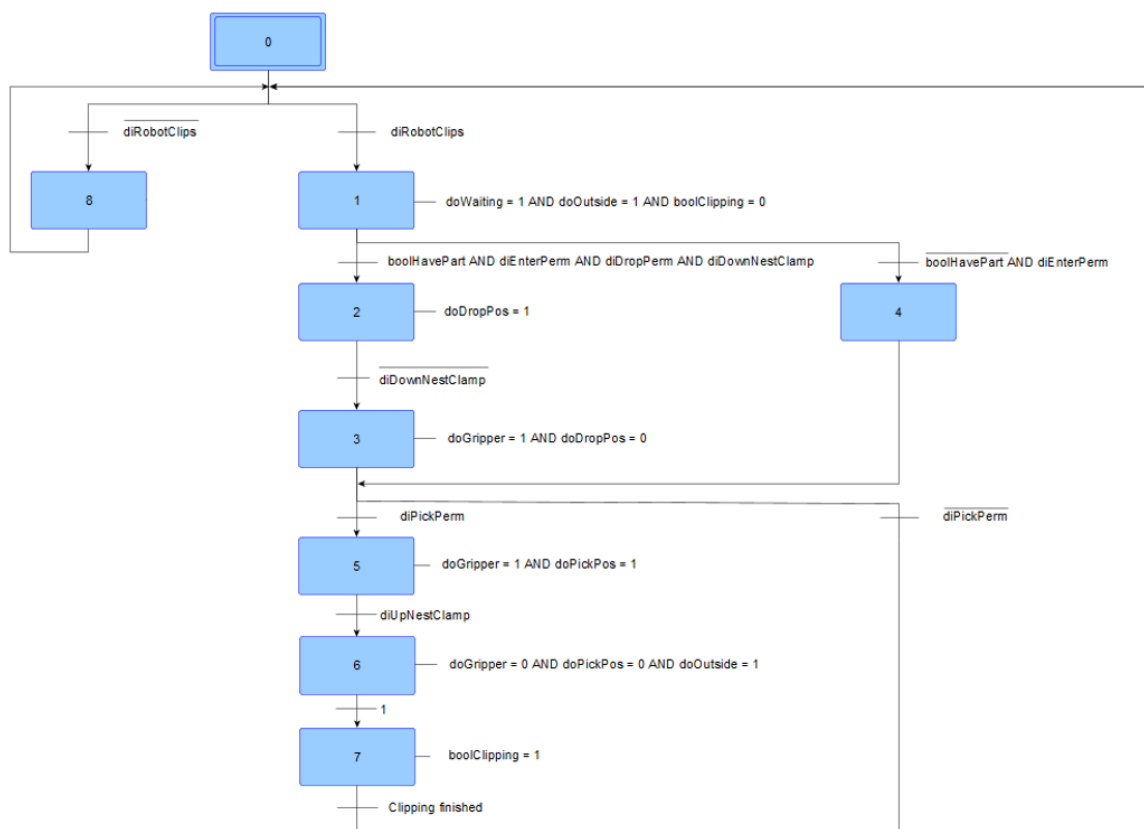 0
diRobotClips
diRobotClips
8
1
doWaiting = 1 AND doOutside = 1 AND boolClipping = 0
boolHavePart AND diEnterPerm AND diDropPerm AND diDownNestClamp
boolHavePart AND diEnterPerm
2
doDropPos = 1
4
diDownNestClamp
3
doGripper = 1 AND doDropPos = 0
diPickPerm
diPickPerm
5
doGripper = 1 AND doPickPos = 1
diUpNestClamp
6
doGripper = 0 AND doPickPos = 0 AND doOutside = 1
1
7
boolClipping = 1
Clipping finished